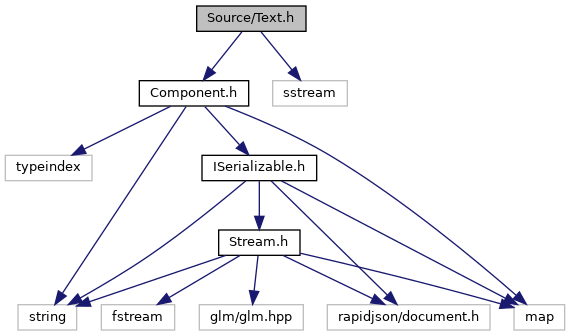 Source/Text.h
Component.h
sstream
typeindex
ISerializable.h
Stream.h
string
fstream
glm/glm.hpp
rapidjson/document.h
map